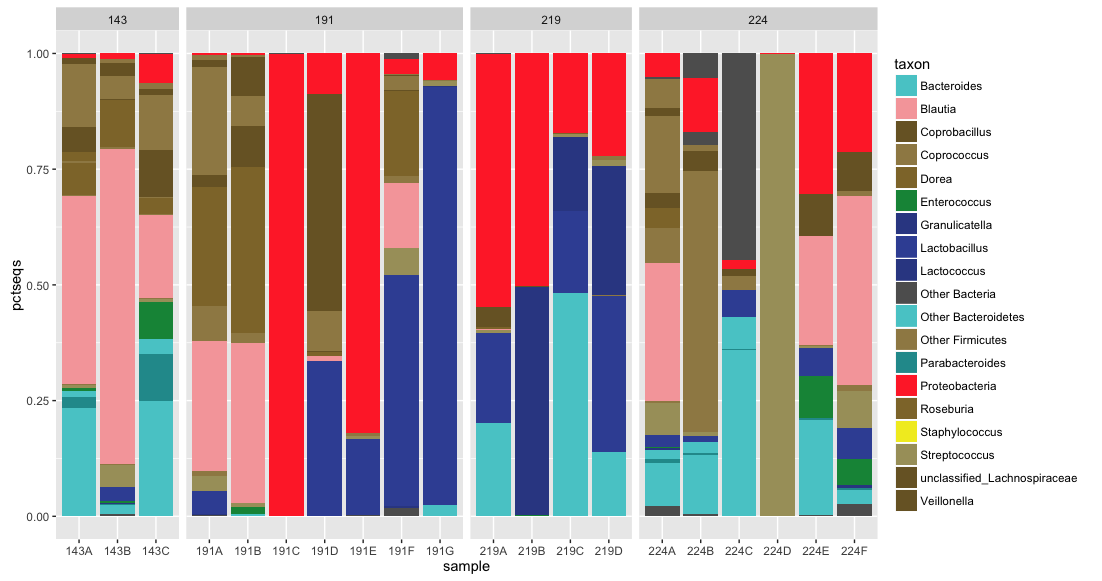 143 191 219 224
1.00
0.75
0.50
0.25
0.00
pctseqs
143A 143B 143C 191A 191B 191C 191D 191E 191F 191G 219A 219B 219C 219D 224A 224B 224C 224D 224E 224F
sample
taxon
Bacteroides
Blautia
Coprobacillus
Coprococcus
Dorea
Enterococcus
Granulicatella
Lactobacillus
Lactococcus
Other Bacteria
Other Bacteroidetes
Other Firmicutes
Parabacteroides
Proteobacteria
Roseburia
Staphylococcus
Streptococcus
unclassified_Lachnospiraceae
Veillonella